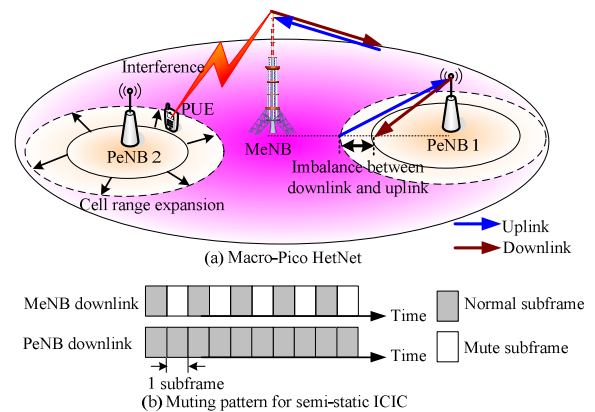 Interference
PUE
PeNB 2
MeNB
PeNB 1
Imbalance between
downlink and uplink
Cell range expansion
Uplink
Downlink
(a) Macro-Pico HetNet
MeNB downlink
Time
Normal subframe
PeNB downlink
Time
Mute subframe
1 subframe
(b) Muting pattern for semi-static ICIC